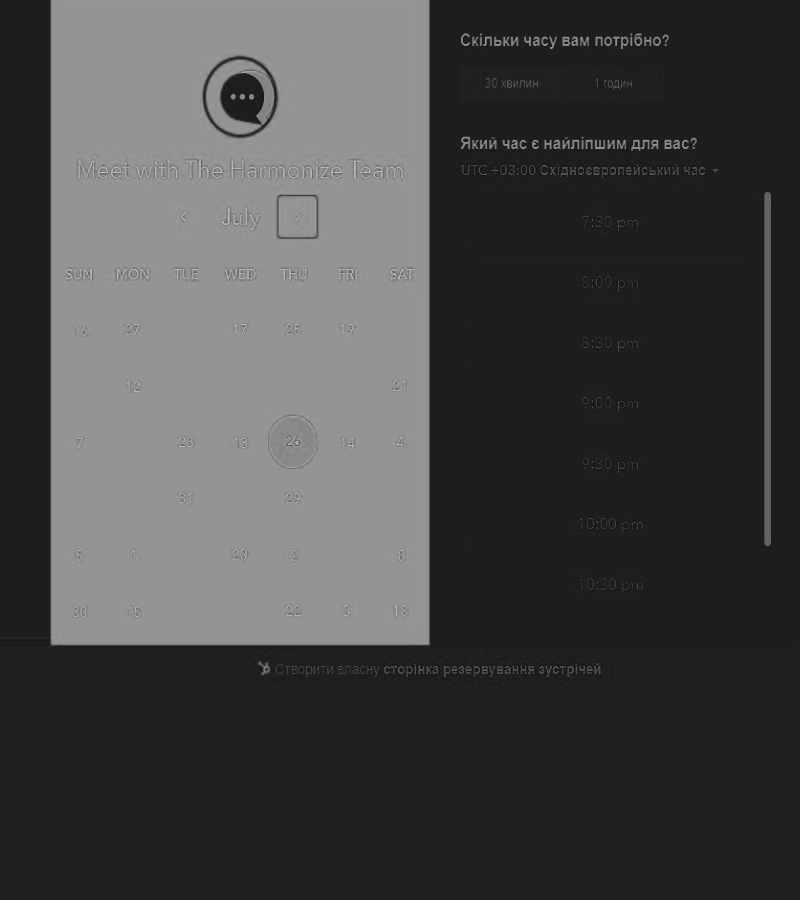 Meet with The Harmonize Team
July
SUN MON TUE WED THU FRI SAT
16 27 17 25 19
12 21
7 23 18 26 14 4
31 29
5 1 20 2 8
30 15 22 3 18
Скільки часу вам потрібно?
30 хвилин 1 годин
Який час є найліпшим для вас?
UTC +03:00 Східноєвропейський час
7:30 pm
8:00 pm
8:30 pm
9:00 pm
9:30 pm
10:00 pm
10:30 pm
Створити власну сторінка резервування зустрічей